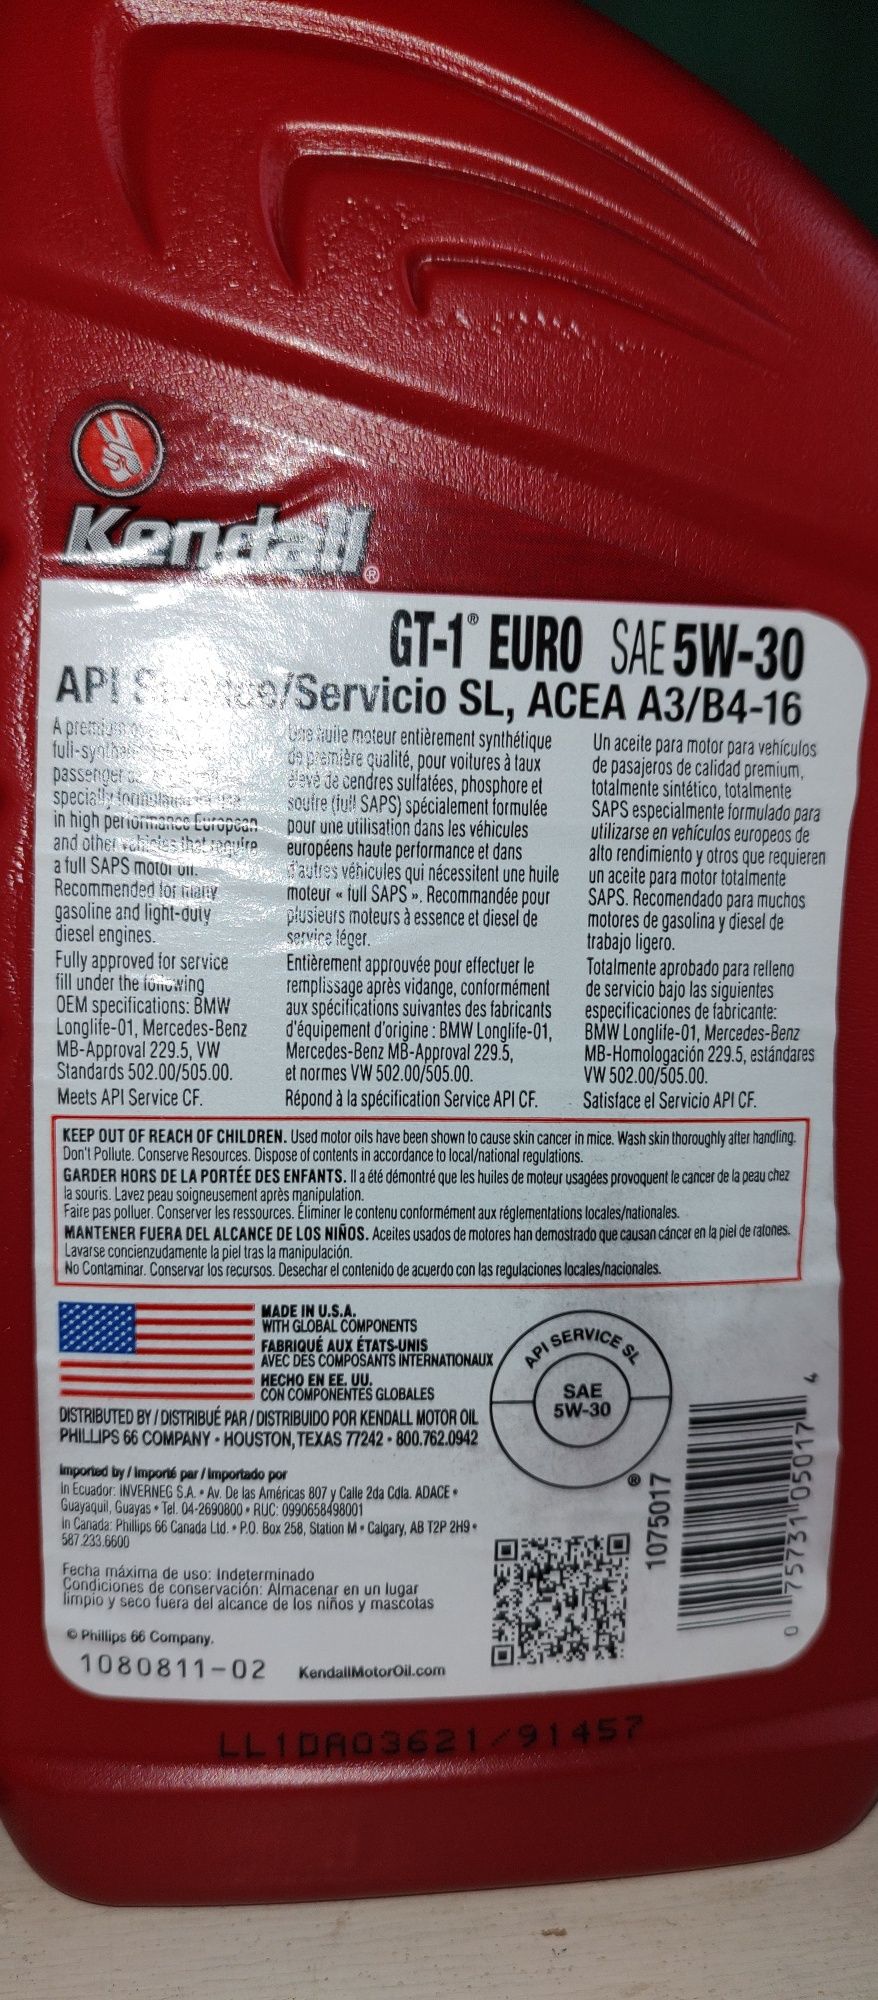 Kendall®
GT-1® EURO SAE 5W-30
API /Servicio SL, ACEA A3/B4-16
A premium
full-synthetic
passenger
specially formulated for use
in high performance European
and other vehicles that require
a full SAPS motor oil.
Recommended for many
gasoline and light-duty
diesel engines.
Fully approved for service
fill under the following
OEM specifications: BMW
Longlife-01, Mercedes-Benz
MB-Approval 229.5, VW
Standards 502.00/505.00.
Meets API Service CF.
Une huile moteur entièrement synthétique
de première qualité, pour voitures à taux
élevé de cendres sulfatées, phosphore et
soufre (full SAPS) spécialement formulée
pour une utilisation dans les véhicules
européens haute performance et dans
d'autres véhicules qui nécessitent une huile
moteur « full SAPS ». Recommandée pour
plusieurs moteurs à essence et diesel de
service léger.
Entièrement approuvée pour effectuer le
remplissage après vidange, conformément
aux spécifications suivantes des fabricants
d'équipement d'origine : BMW Longlife-01,
Mercedes-Benz MB-Approval 229.5,
et normes VW 502.00/505.00.
Répond à la spécification Service API CF.
Un aceite para motor para vehículos
de pasajeros de calidad premium,
totalmente sintético, totalmente
SAPS especialmente formulado para
utilizarse en vehículos europeos de
alto rendimiento y otros que requieren
un aceite para motor totalmente
SAPS. Recomendado para muchos
motores de gasolina y diesel de
trabajo ligero.
Totalmente aprobado para relleno
de servicio bajo las siguientes
especificaciones de fabricante:
BMW Longlife-01, Mercedes-Benz
MB-Homologación 229.5, estándares
VW 502.00/505.00.
Satisface el Servicio API CF.
KEEP OUT OF REACH OF CHILDREN. Used motor oils have been shown to cause skin cancer in mice. Wash skin thoroughly after handling.
Don't Pollute. Conserve Resources. Dispose of contents in accordance to local/national regulations.
GARDER HORS DE LA PORTÉE DES ENFANTS. Il a été démontré que les huiles de moteur usagées provoquent le cancer de la peau chez
la souris. Lavez peau soigneusement après manipulation.
Faire pas polluer. Conserver les ressources. Éliminer le contenu conformément aux réglementations locales/nationales.
MANTENER FUERA DEL ALCANCE DE LOS NIÑOS. Aceites usados de motores han demostrado que causan cáncer en la piel de ratones.
Lavarse concienzudamente la piel tras la manipulación.
No Contaminar. Conservar los recursos. Desechar el contenido de acuerdo con las regulaciones locales/nacionales.
MADE IN U.S.A.
WITH GLOBAL COMPONENTS
FABRIQUÉ AUX ÉTATS-UNIS
AVEC DES COMPOSANTS INTERNATIONAUX
HECHO EN EE. UU.
CON COMPONENTES GLOBALES
API SERVICE SL
SAE
5W-30
®
DISTRIBUTED BY / DISTRIBUÉ PAR / DISTRIBUIDO POR KENDALL MOTOR OIL
PHILLIPS 66 COMPANY • HOUSTON, TEXAS 77242 • 800.762.0942
Imported by / Importé par / Importado por
In Ecuador: INVERNEG S.A. • Av. De las Américas 807 y Calle 2da Cdla. ADACE •
Guayaquil, Guayas • Tel. 04-2690800 • RUC: 0990658498001
In Canada: Phillips 66 Canada Ltd. • P.O. Box 258, Station M • Calgary, AB T2P 2H9 •
587.233.6600
Fecha máxima de uso: Indeterminado
Condiciones de conservación: Almacenar en un lugar
limpio y seco fuera del alcance de los niños y mascotas
© Phillips 66 Company.
1080811-02 KendallMotorOil.com
1075017
0 75731 05017 4
LL1DA03621/91457